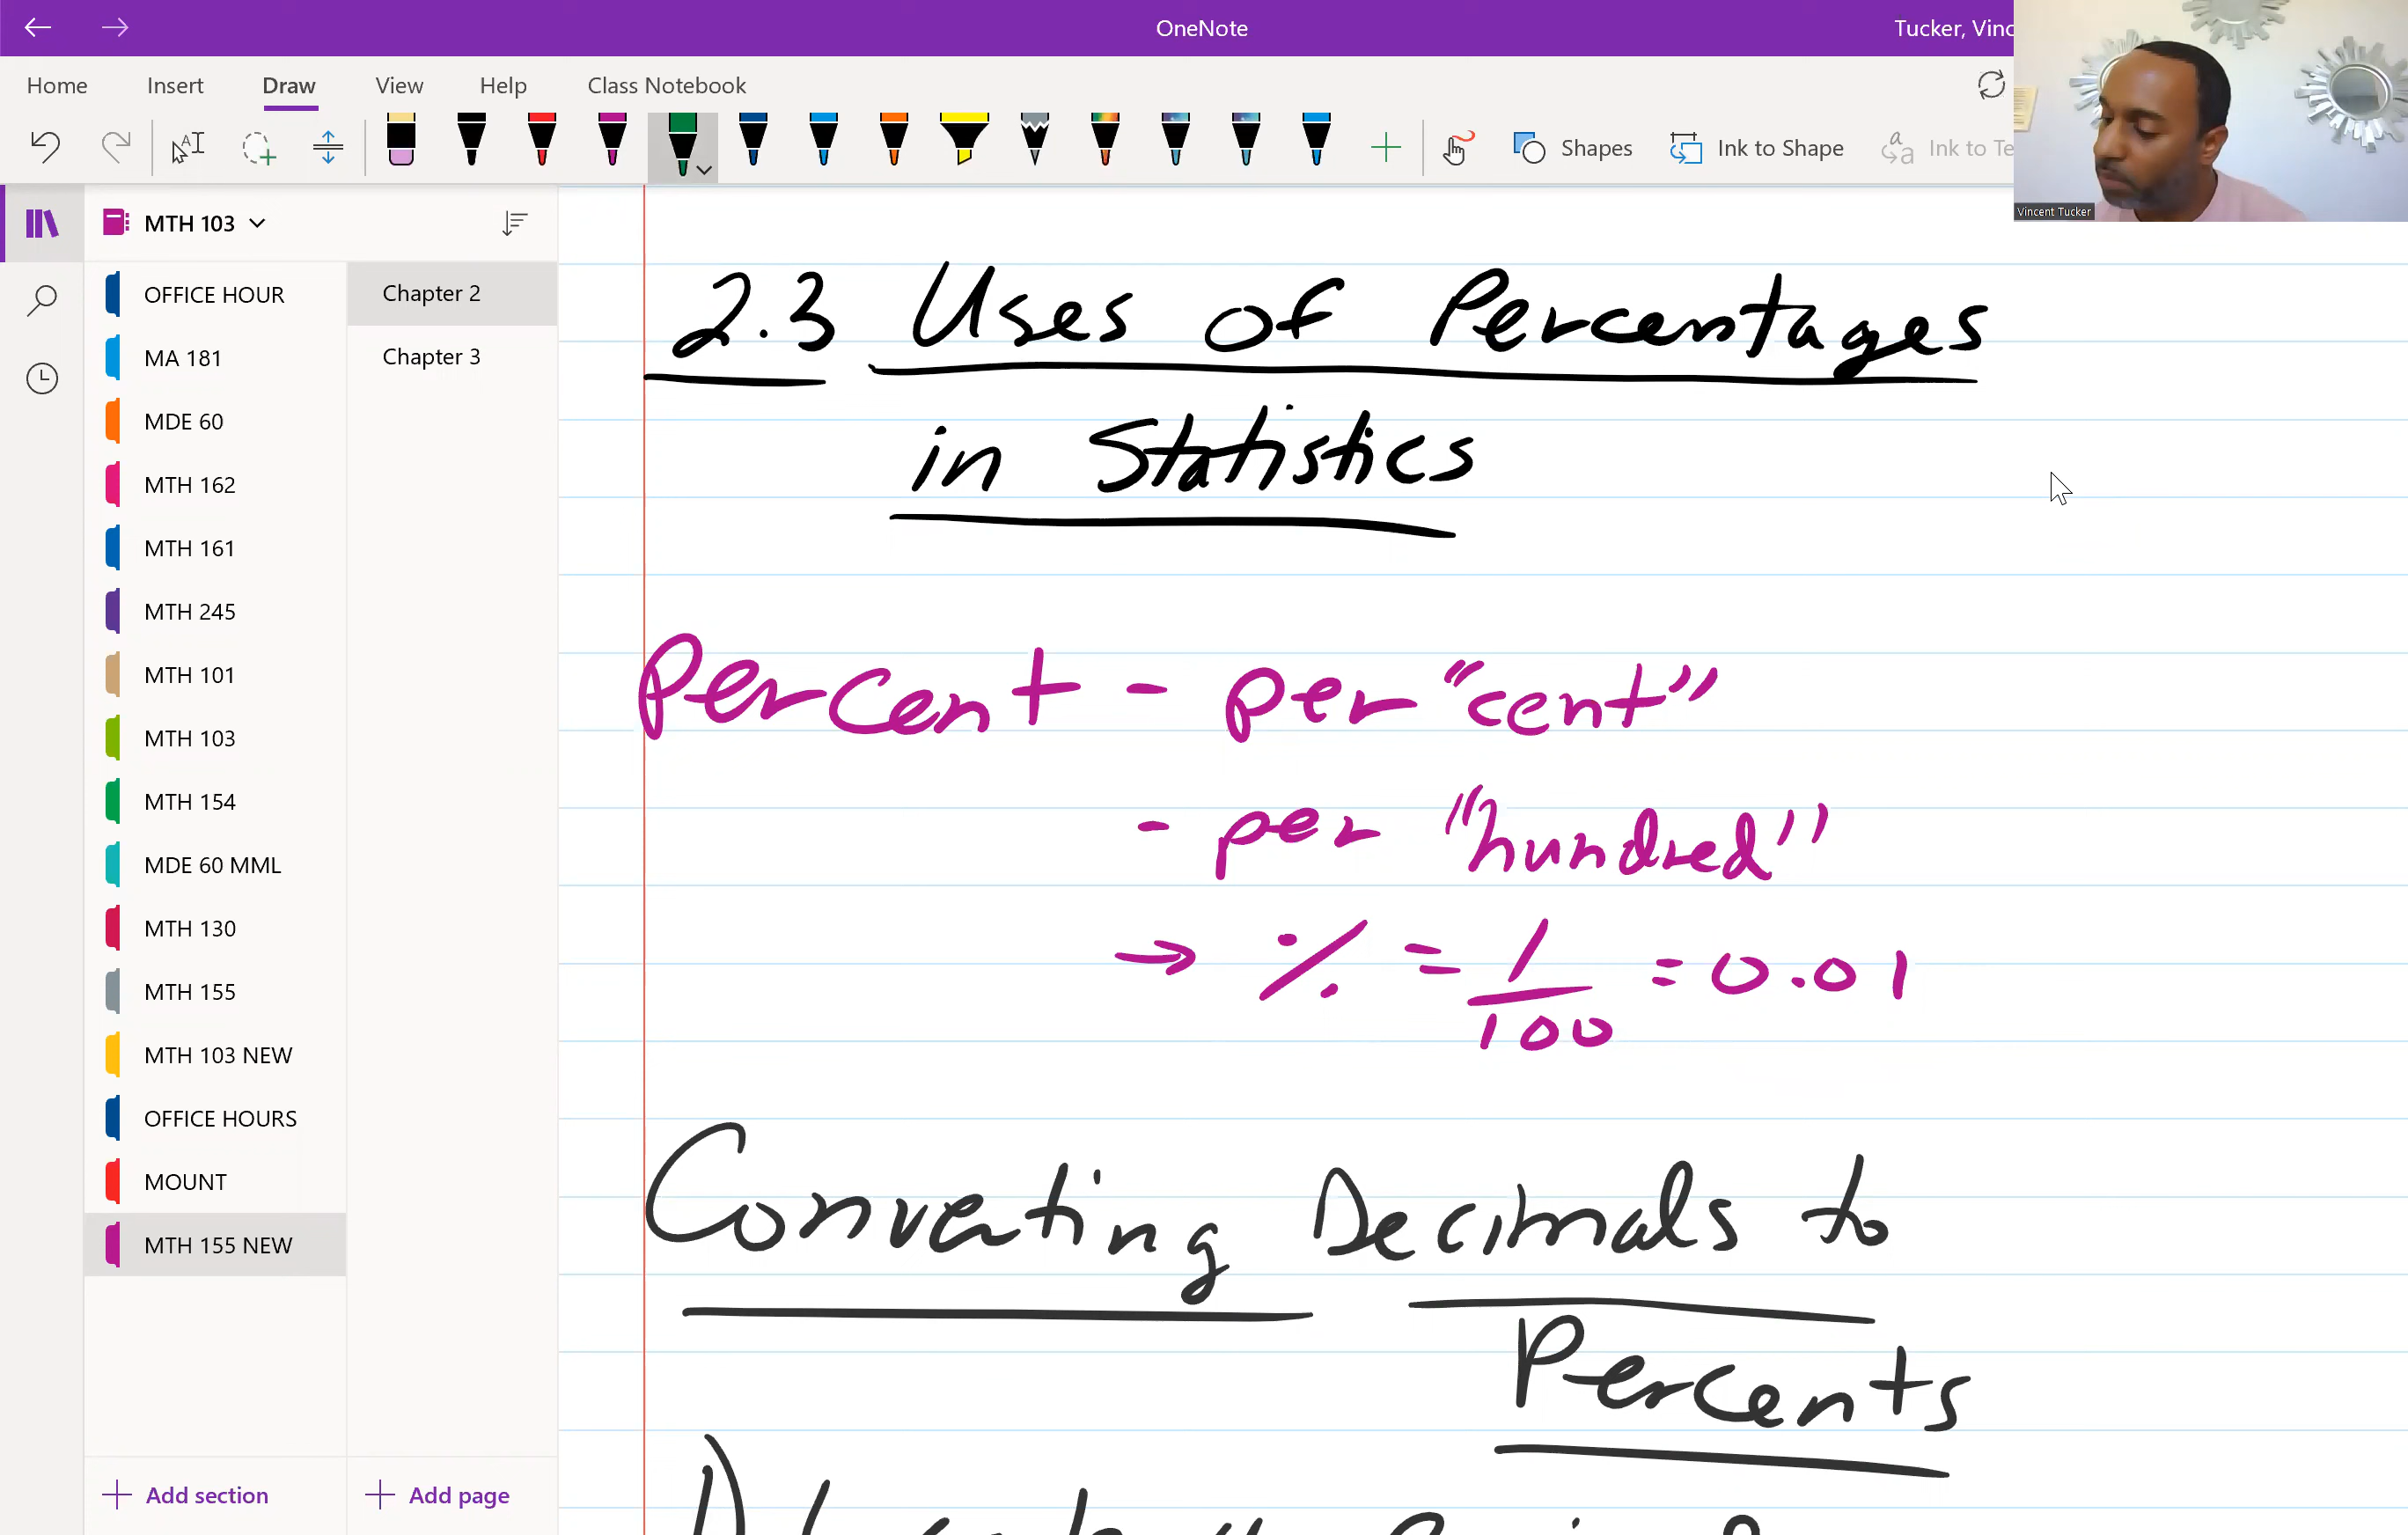 OneNote
Tucker, Vinc
Home Insert Draw View Help Class Notebook
Shapes Ink to Shape Ink to Te
Vincent Tucker
MTH 103
OFFICE HOUR
MA 181
MDE 60
MTH 162
MTH 161
MTH 245
MTH 101
MTH 103
MTH 154
MDE 60 MML
MTH 130
MTH 155
MTH 103 NEW
OFFICE HOURS
MOUNT
MTH 155 NEW
Add section
Chapter 2
Chapter 3
Add page
2.3 Uses of Percentages
in Statistics
Percent - per "cent"
- per "hundred"
→ % = 1/100 = 0.01
Converting Decimals to
Percents